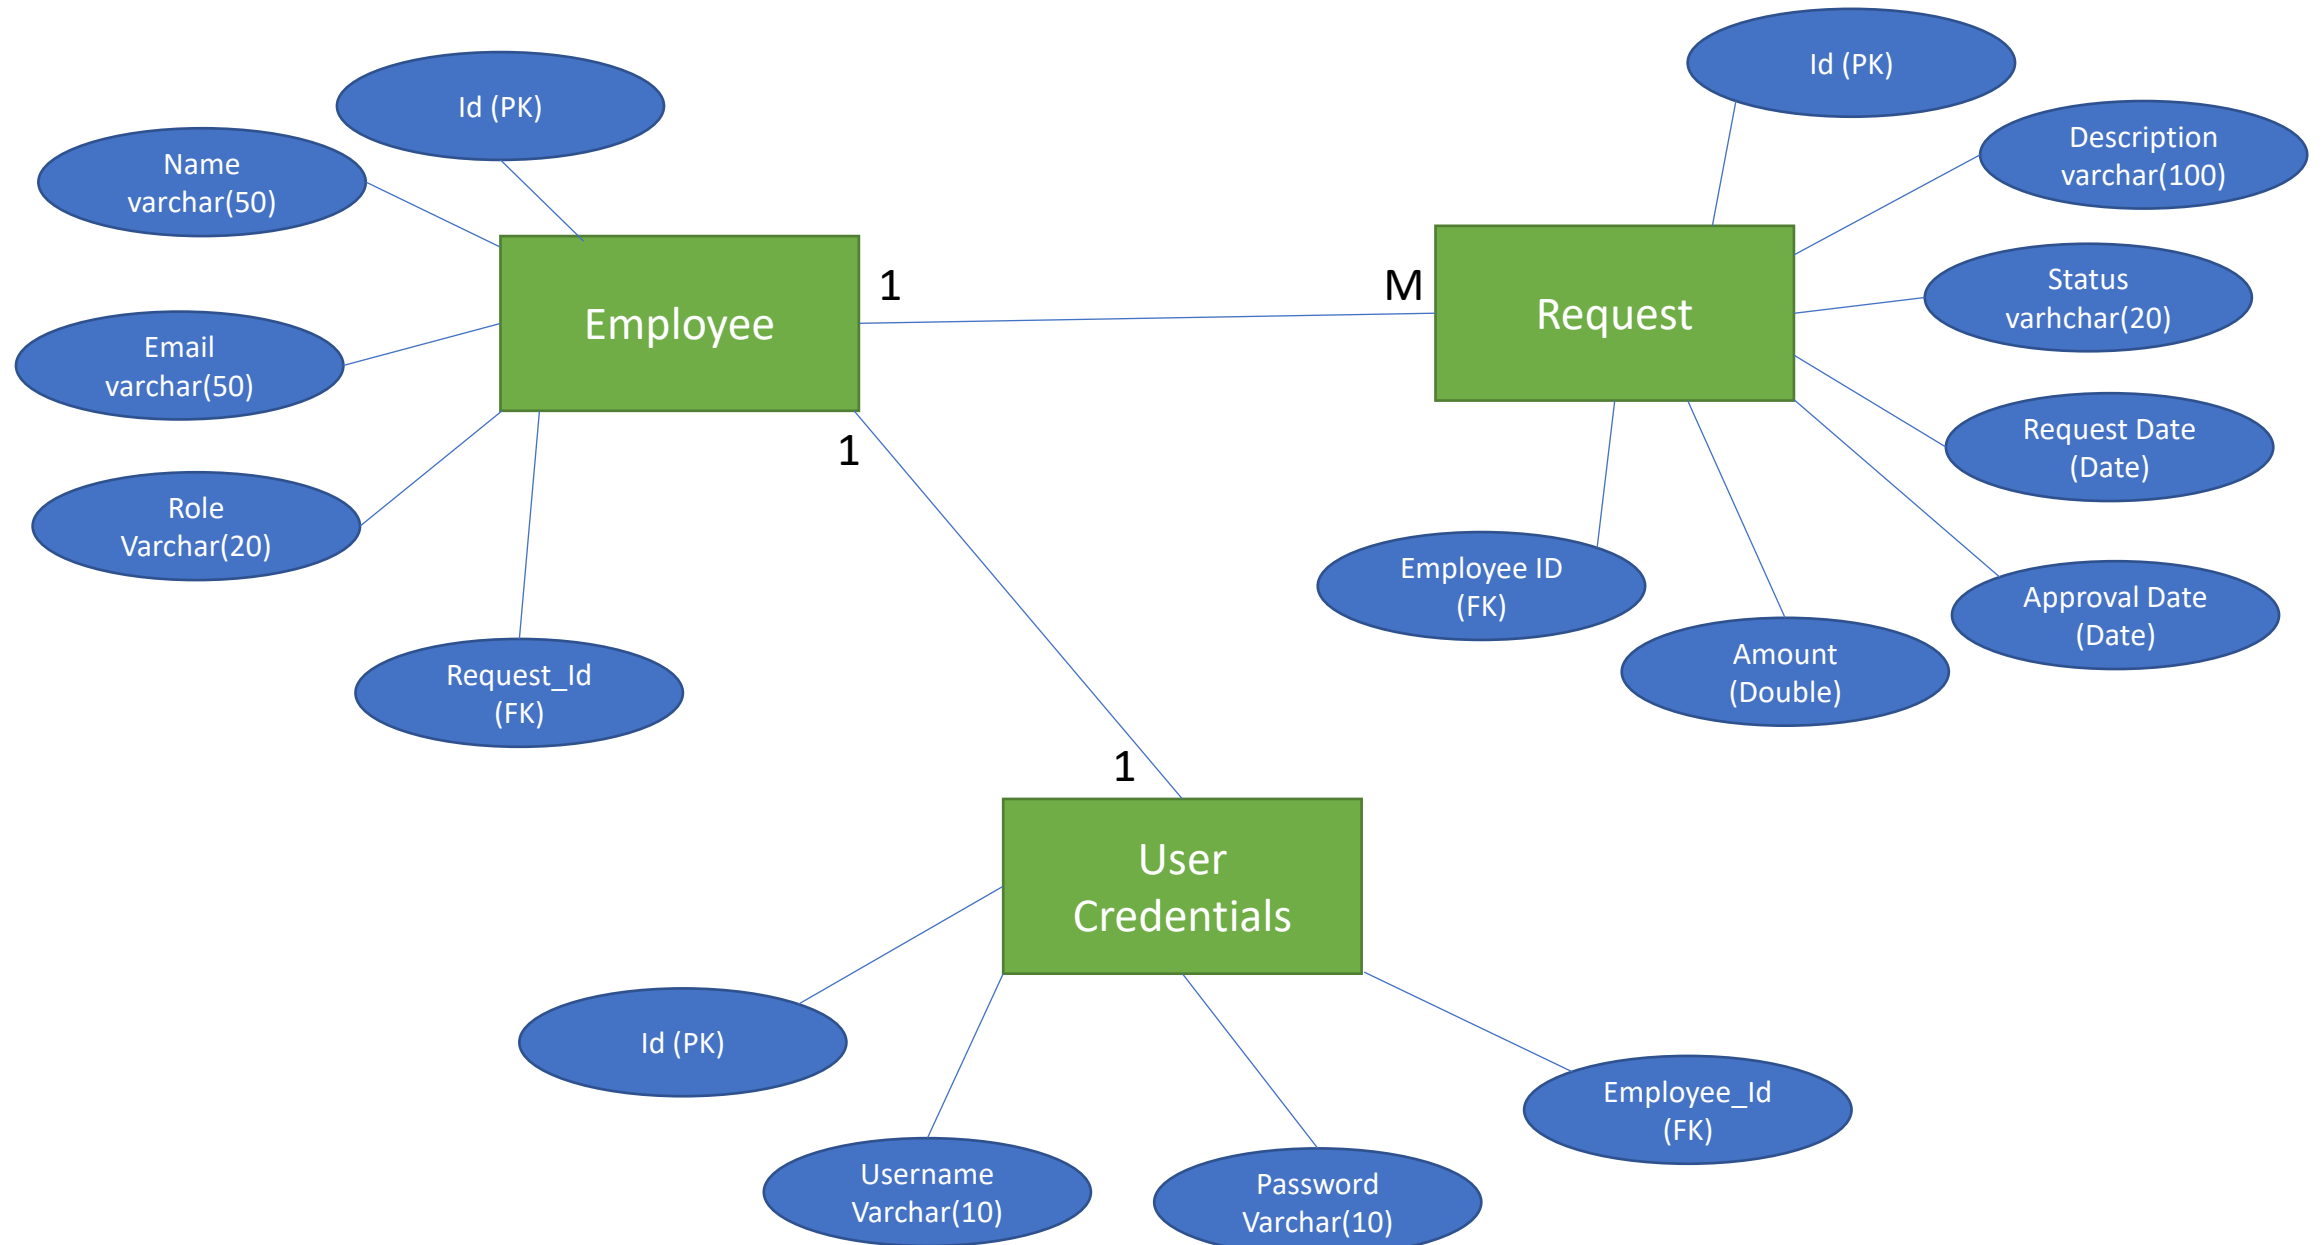 Id (PK)
Name
varchar(50)
Email
varchar(50)
Role
Varchar(20)
Request_Id
(FK)
Employee
1
M
1
Request
Id (PK)
Description
varchar(100)
Status
varhchar(20)
Request Date
(Date)
Approval Date
(Date)
Amount
(Double)
Employee ID
(FK)
1
User
Credentials
Id (PK)
Username
Varchar(10)
Password
Varchar(10)
Employee_Id
(FK)